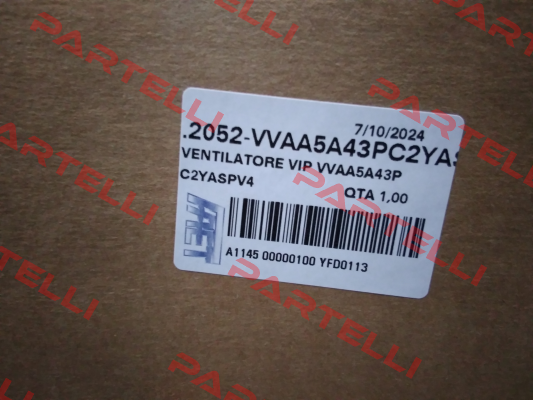 7/10/2024
.2052-VVAA5A43PC2YAS
VENTILATORE VIP VVAA5A43P
C2YASPV4 QTA 1,00
A1145 00000100 YFD0113
PARTELLI
PARTELLI
PARTELLI
PARTELLI
PARTELLI
PARTELLI